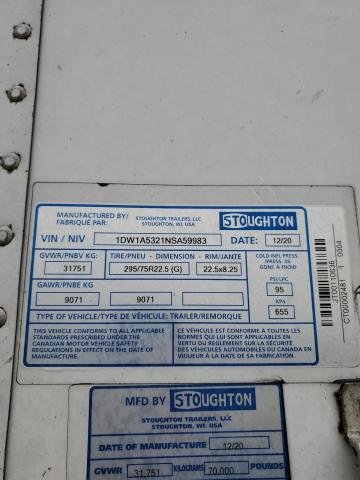 MANUFACTURED BY/
FABRIQUÉ PAR:
STOUGHTON TRAILERS, LLC
STOUGHTON, WI. USA
STOUGHTON
VIN / NIV 1DW1A5321NSA59983 DATE: 12/20
GVWR/PNBV KG: TIRE/PNEU - DIMENSION - RIM/JANTE
31751 295/75R22.5 (G) 22.5x8.25
COLD INFL
PRESS./PRESS.
DE GONF. À FROID
PSI/LPC
95
KPa
655
GAWR/PNBE KG
9071 9071
TYPE OF VEHICLE/TYPE DE VÉHICULE: TRAILER/REMORQUE
THIS VEHICLE CONFORMS TO ALL APPLICABLE
STANDARDS PRESCRIBED UNDER THE
CANADIAN MOTOR VEHICLE SAFETY
REGULATIONS IN EFFECT ON THE DATE OF
MANUFACTURE
CE VÉHICULE EST CONFORME À TOUTES LES
NORMES QUI LUI SONT APPLICABLES EN
VERTU DU RÈGLEMENT SUR LA SÉCURITÉ
DES VÉHICULES AUTOMOBILES DU CANADA EN
VIGUEUR À LA DATE DE SA FABRICATION
JT00110636
CT00002481 1 0004
MFD BY STOUGHTON
STOUGHTON TRAILERS, LLC
STOUGHTON, WI. USA
DATE OF MANUFACTURE 12/20
GVWR 31,751 KILOGRAMS 70,000 POUNDS